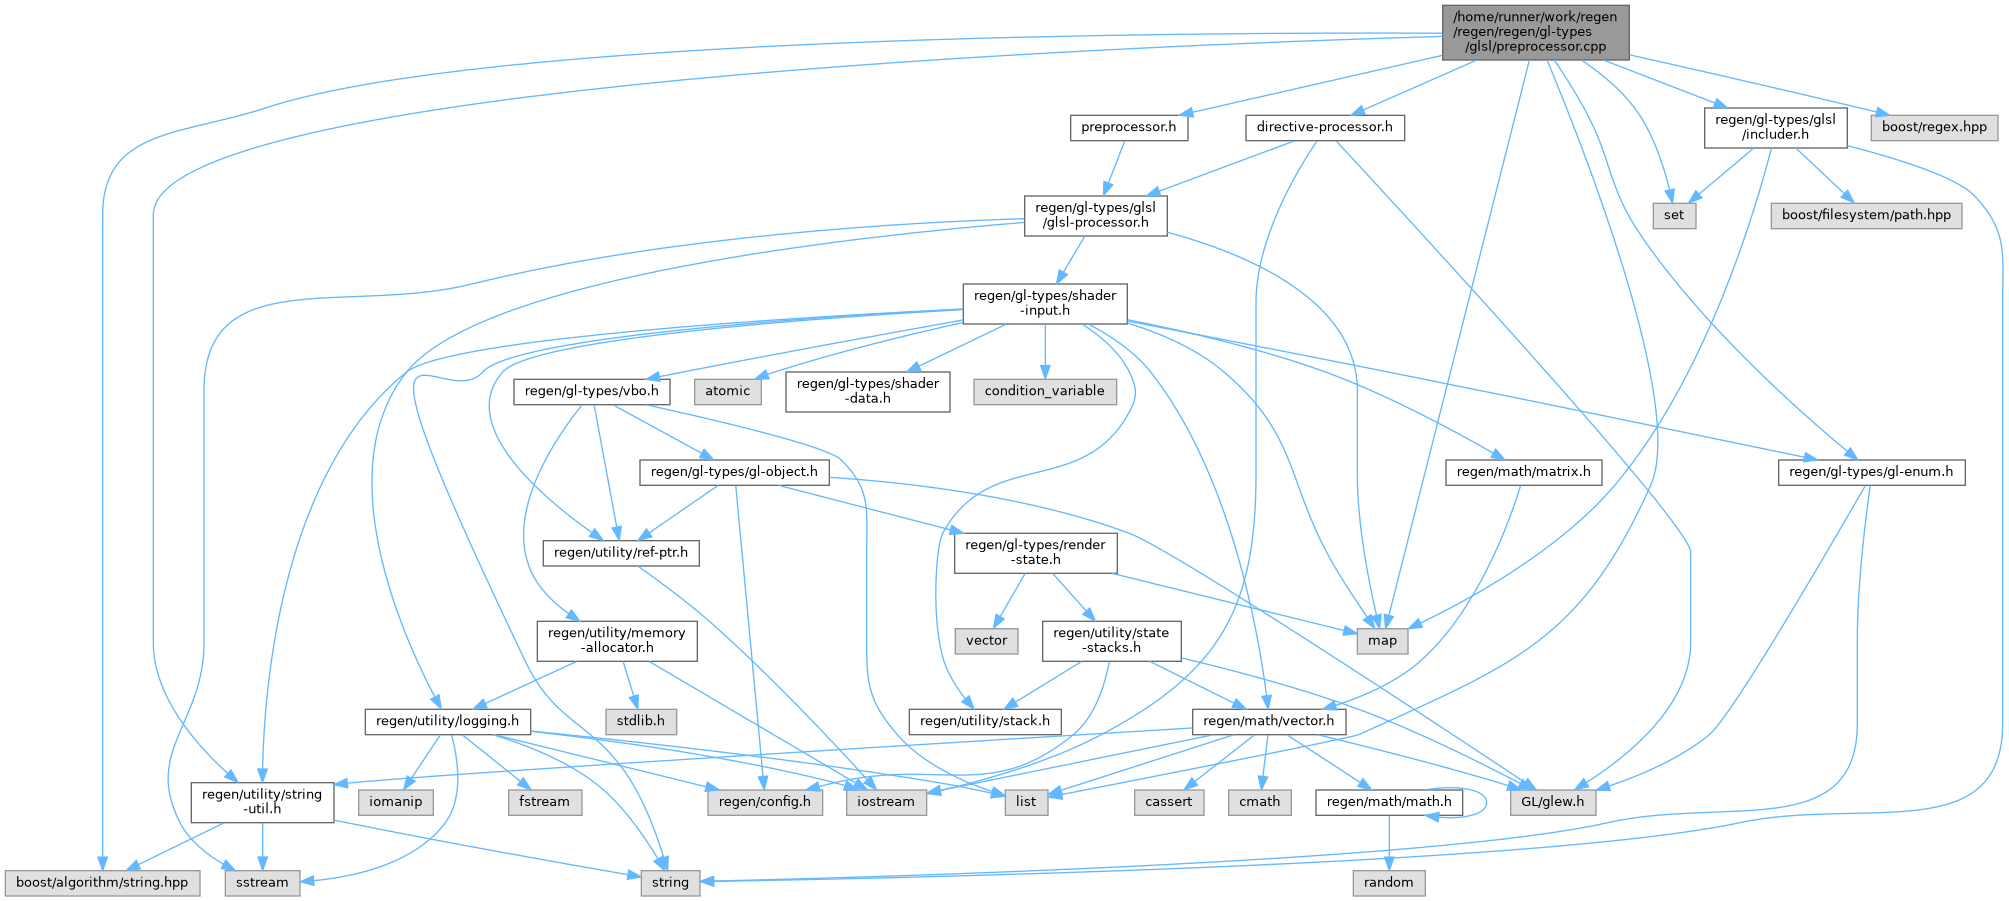 /home/runner/work/regen
/regen/regen/gl-types
/glsl/preprocessor.cpp
preprocessor.h
directive-processor.h
regen/gl-types/glsl
/includer.h
boost/regex.hpp
regen/gl-types/glsl
/glsl-processor.h
set
boost/filesystem/path.hpp
regen/gl-types/shader
-input.h
regen/gl-types/vbo.h
atomic
regen/gl-types/shader
-data.h
condition_variable
regen/gl-types/gl-object.h
regen/math/matrix.h
regen/gl-types/gl-enum.h
regen/utility/ref-ptr.h
regen/gl-types/render
-state.h
regen/utility/memory
-allocator.h
vector
regen/utility/state
-stacks.h
map
regen/utility/logging.h
stdlib.h
regen/utility/stack.h
regen/math/vector.h
regen/utility/string
-util.h
iomanip
fstream
regen/config.h
iostream
list
cassert
cmath
regen/math/math.h
GL/glew.h
boost/algorithm/string.hpp
sstream
string
random